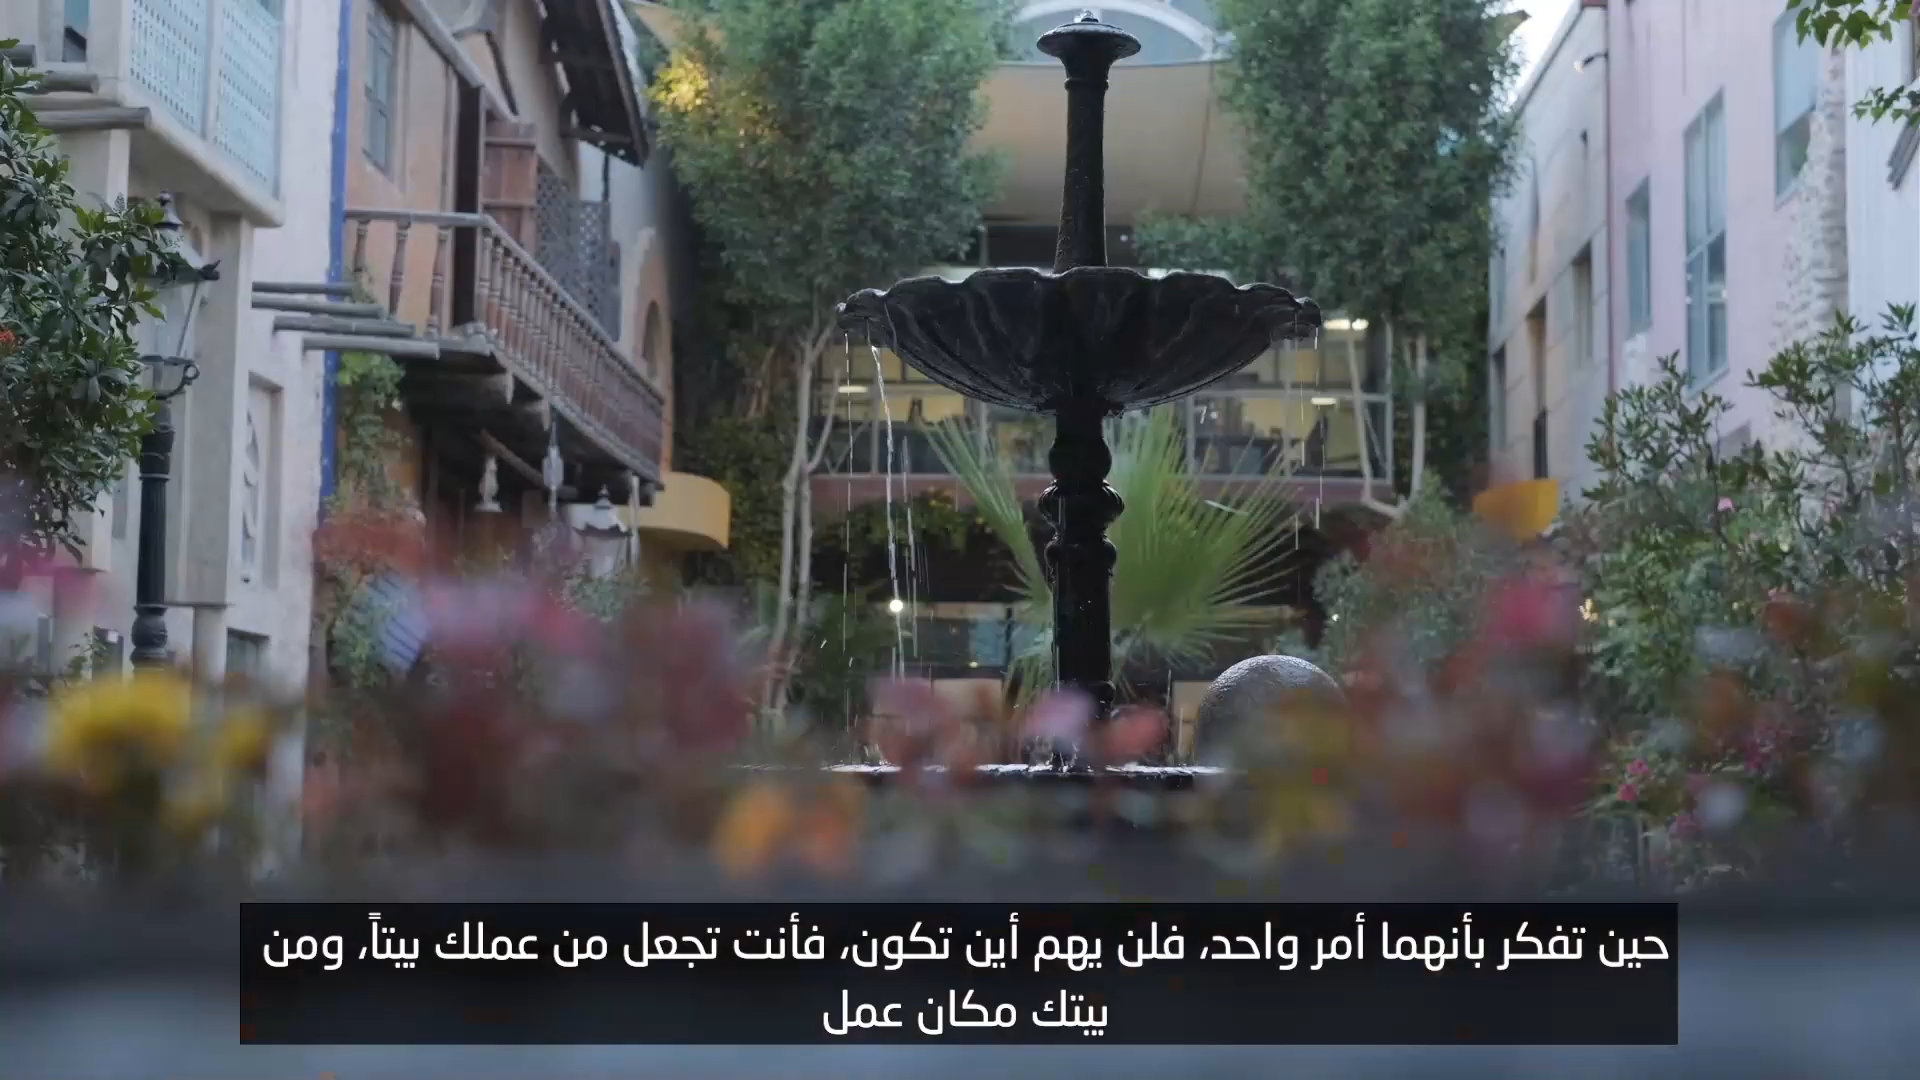 حين تفكر بأنهما أمر واحد، فلن يهم أين تكون، فأنت تجعل من عملك بيتاً، ومن
بيتك مكان عمل